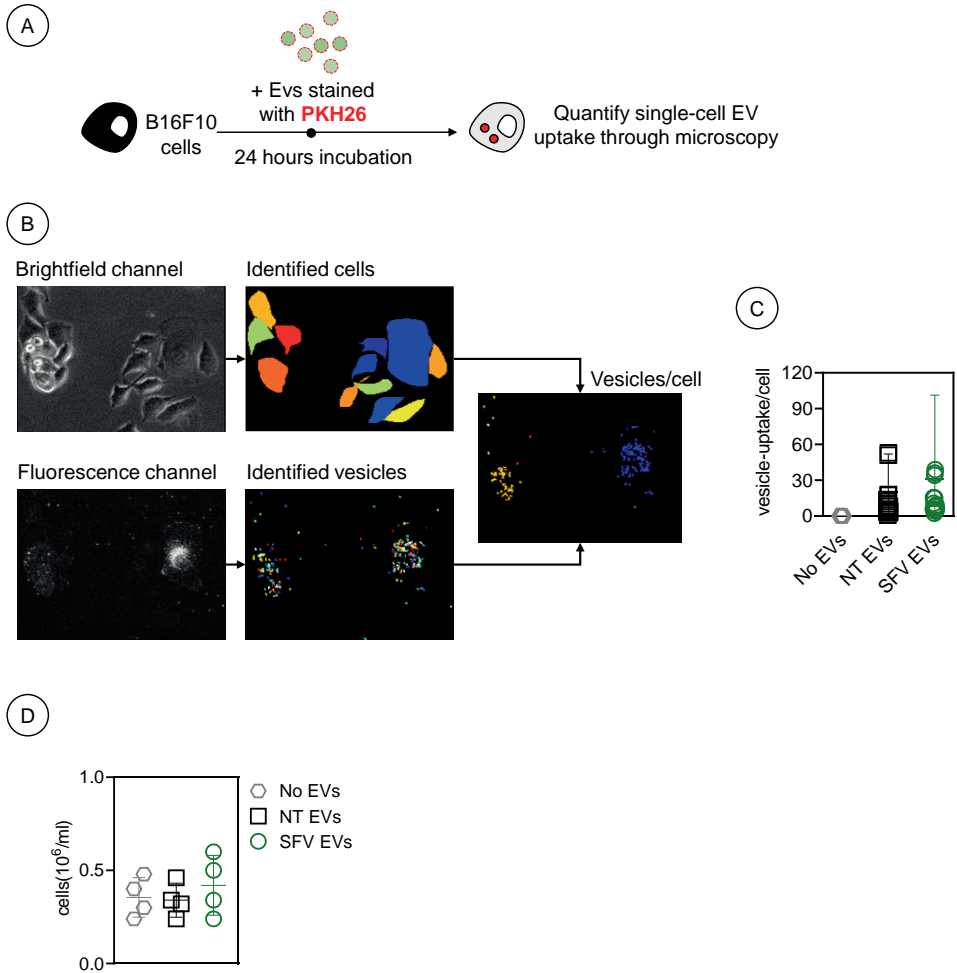 A
+ Evs stained
with PKH26
B16F10
cells
24 hours incubation
Quantify single-cell EV
uptake through microscopy
B
Brightfield channel
Identified cells
Fluorescence channel
Identified vesicles
Vesicles/cell
C
vesicle-uptake/cell
120
90
60
30
0
No EVs
NT EVs
SFV EVs
D
cells(10⁶/ml)
1.0
0.5
0.0
No EVs
NT EVs
SFV EVs